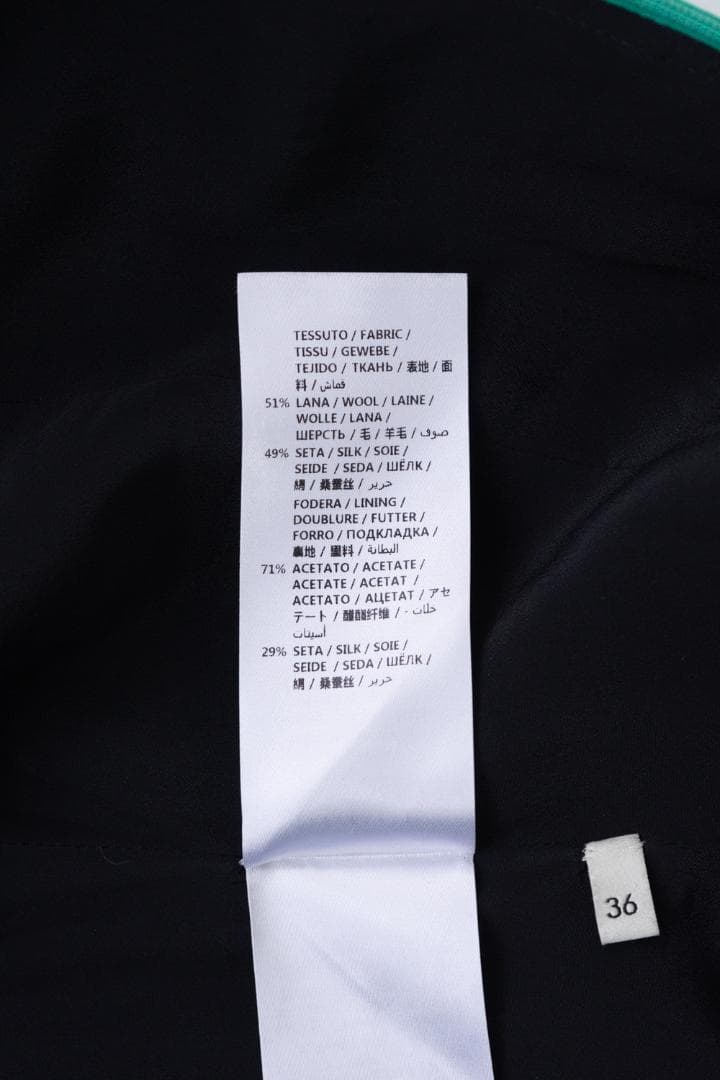 TESSUTO / FABRIC /
TISSU / GEWEBE /
TEJIDO / ТКАНЬ / 表地 / 面
料 / قماش
51% LANA / WOOL / LAINE /
WOLLE / LANA /
ШЕРСТЬ / 毛 / 羊毛 / صوف
49% SETA / SILK / SOIE /
SEIDE / SEDA / ШЁЛК /
絹 / 桑蚕丝 / حرير
FODERA / LINING /
DOUBLURE / FUTTER /
FORRO / ПОДКЛАДКА /
裏地 / 里料 / البطانة
71% ACETATO / ACETATE /
ACETATE / ACETAT /
ACETATO / АЦЕТАТ / アセ
テート / 醋酯纤维 / خلات -
أسيتات
29% SETA / SILK / SOIE /
SEIDE / SEDA / ШЁЛК /
絹 / 桑蚕丝 / حرير
36